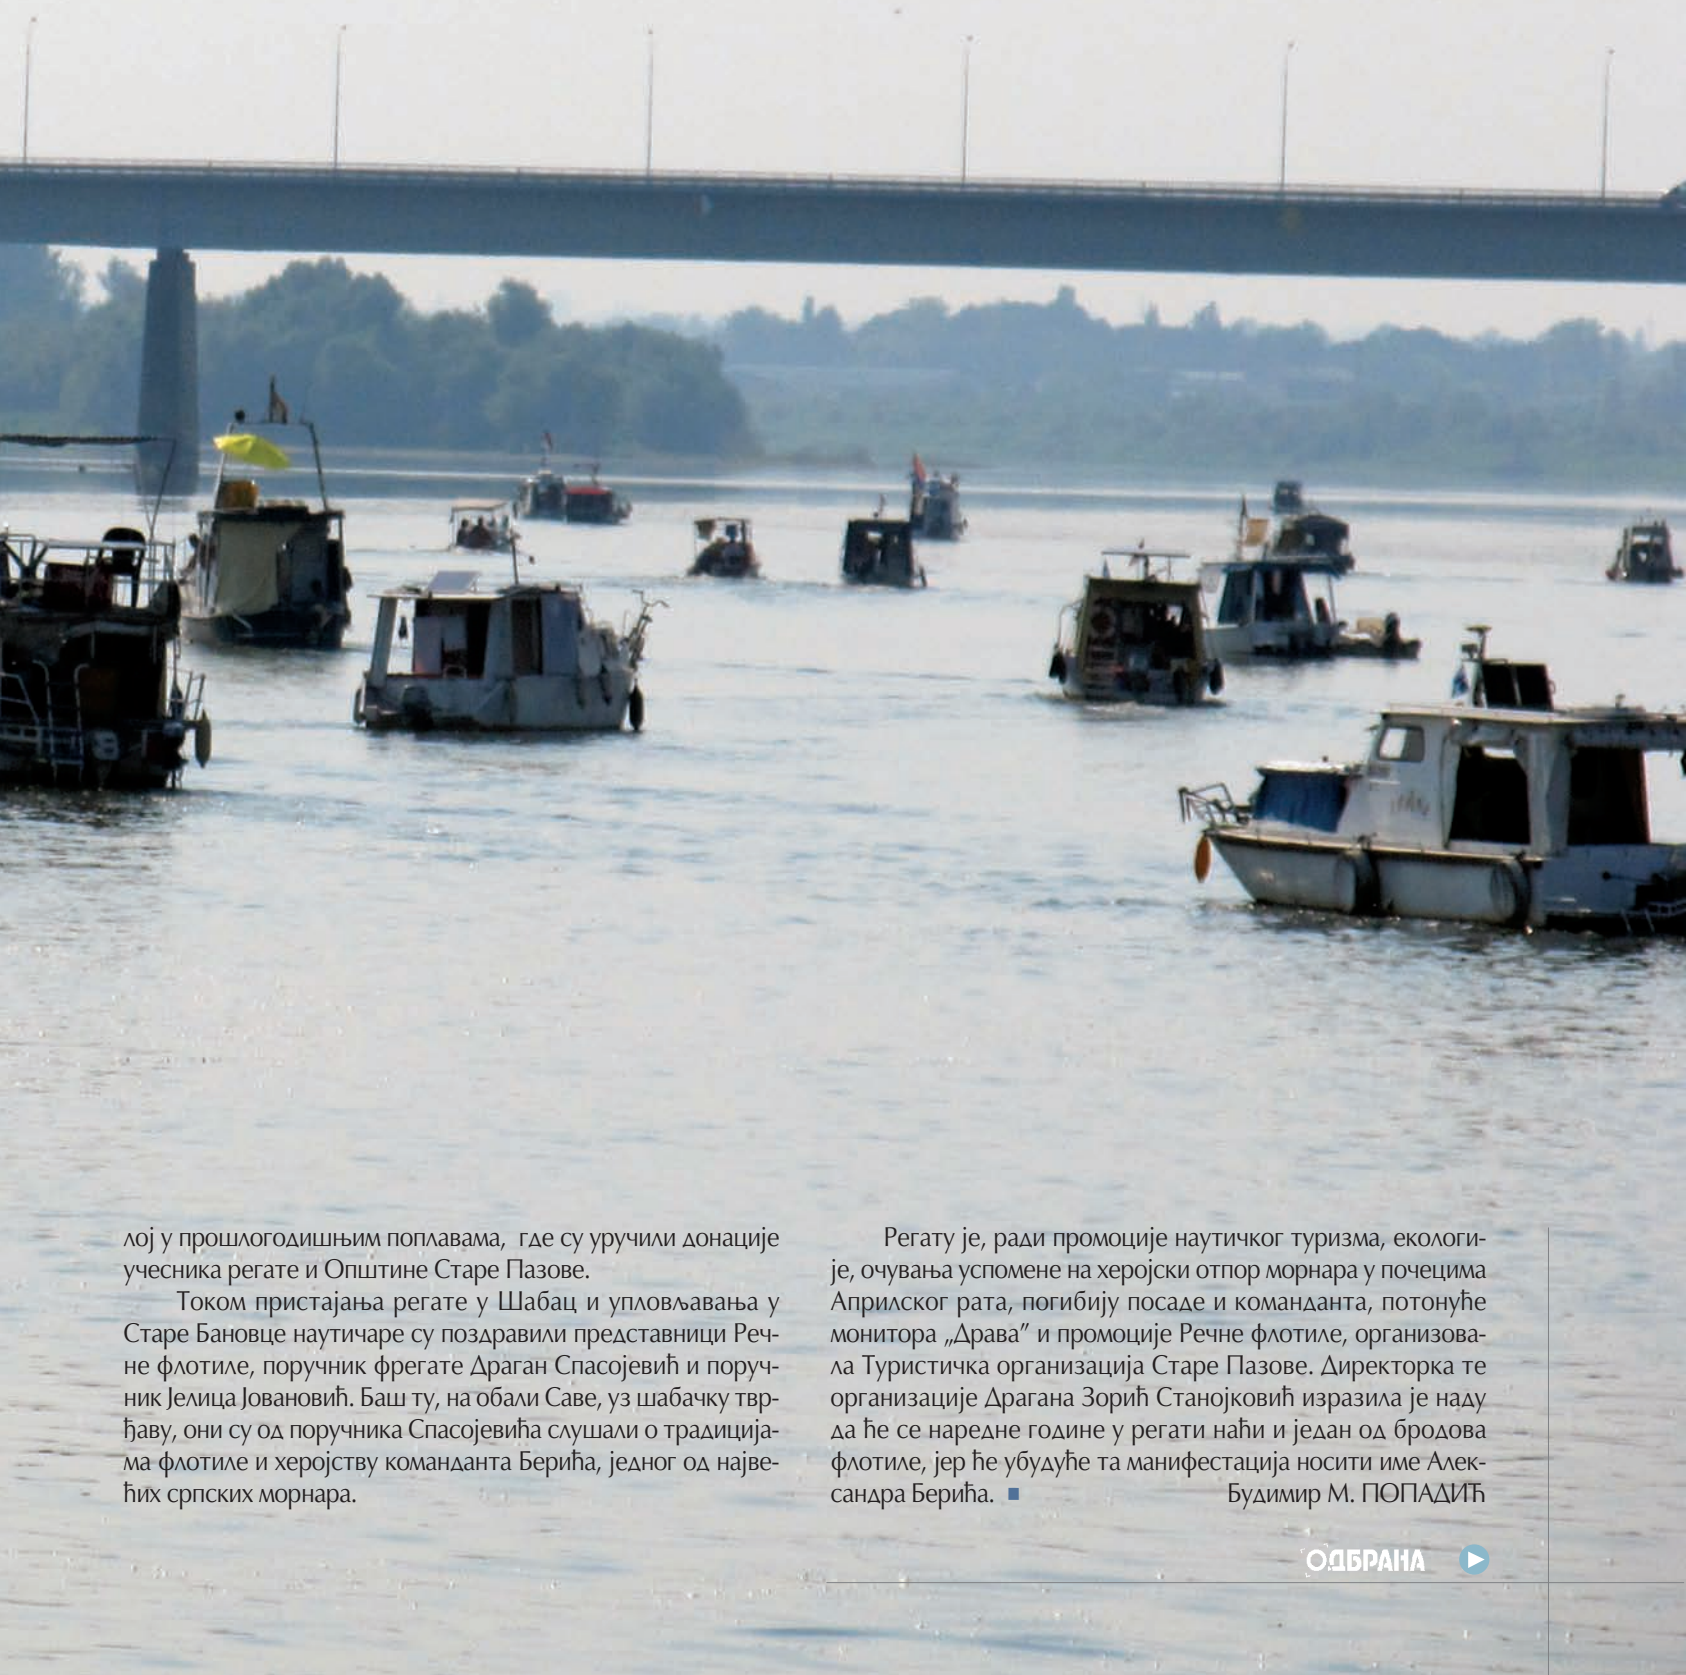 лој у прошлогодишњим поплавама, где су уручили донације
учесника регате и Општине Старе Пазове.
Током пристајања регате у Шабац и упловљавања у
Старе Бановце наутичаре су поздравили представници Реч-
не флотиле, поручник фрегате Драган Спасојевић и поруч-
ник Јелица Јовановић. Баш ту, на обали Саве, уз шабачку твр-
ђаву, они су од поручника Спасојевића слушали о традиција-
ма флотиле и херојству команданта Берића, једног од најве-
ћих српских морнара.
Регату је, ради промоције наутичког туризма, екологи-
је, очувања успомене на херојски отпор морнара у почецима
Априлског рата, погибију посаде и команданта, потонуће
монитора „Драва” и промоције Речне флотиле, организова-
ла Туристичка организација Старе Пазове. Директорка те
организације Драгана Зорић Станојковић изразила је наду
да ће се наредне године у регати наћи и један од бродова
флотиле, јер ће убудуће та манифестација носити име Алек-
сандра Берића. ■ Будимир М. ПОПАДИЋ
ОДБРАНА